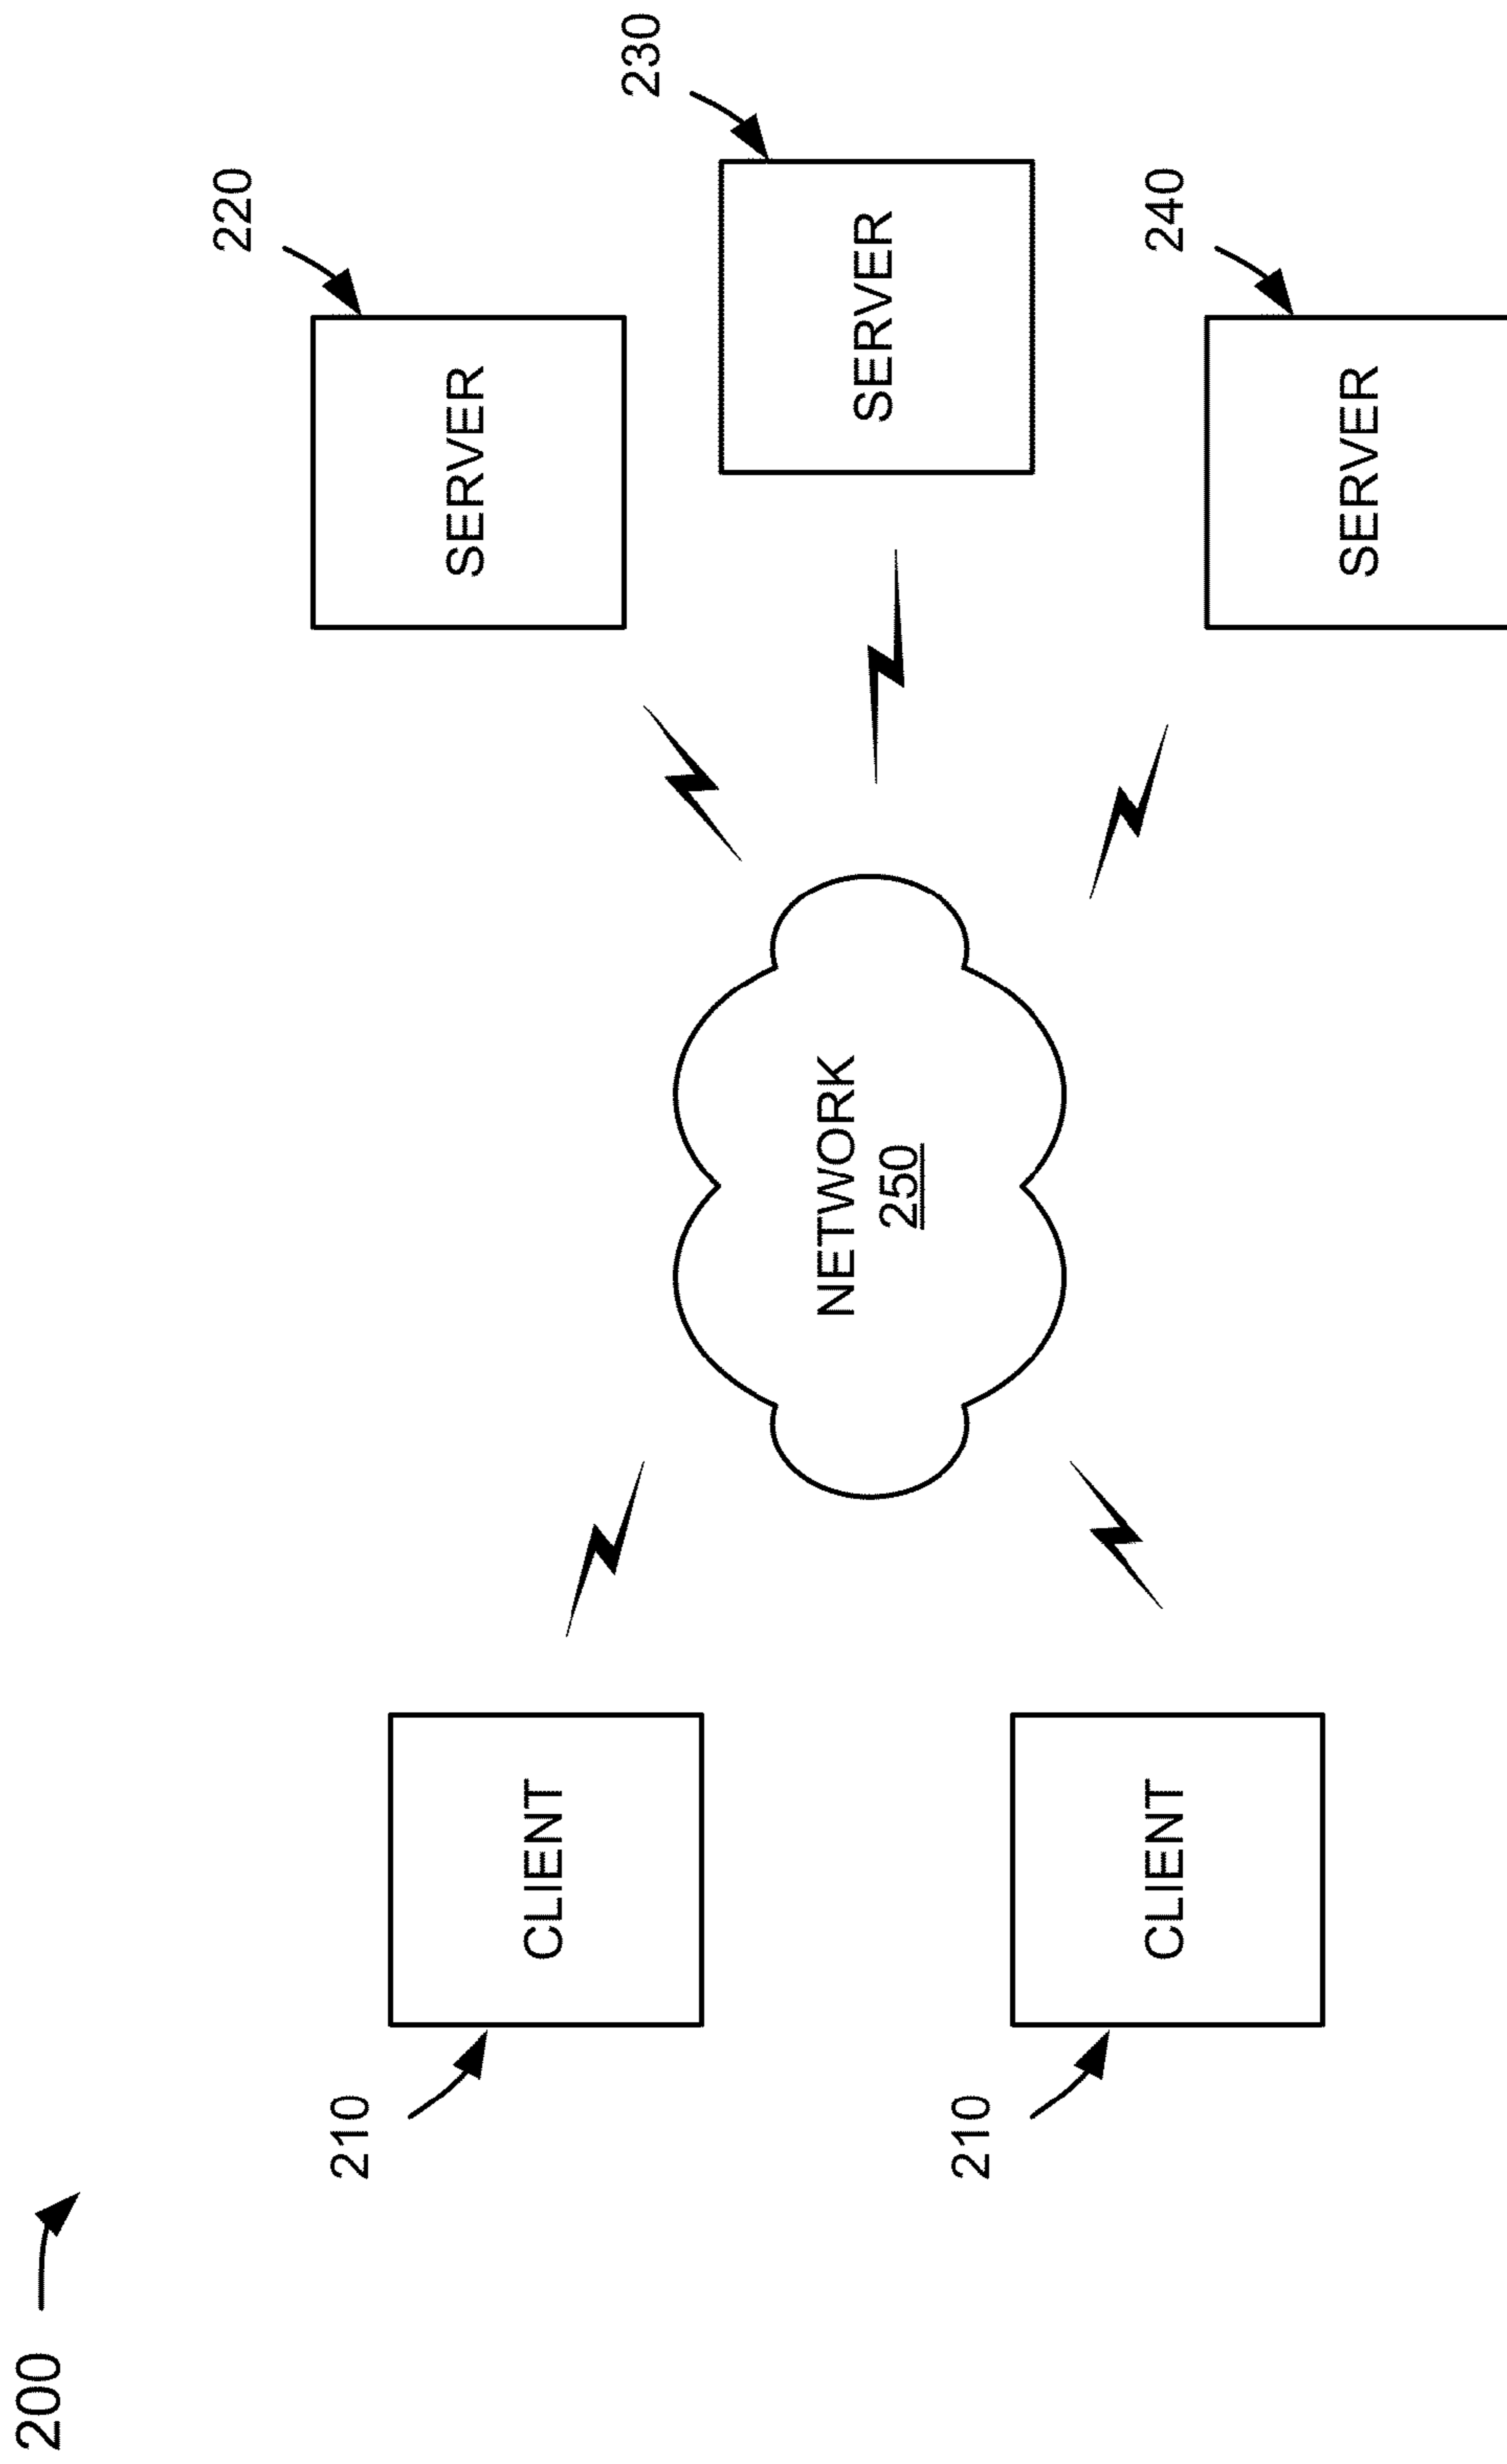 200
210
CLIENT
210
CLIENT
NETWORK
250
220
SERVER
230
SERVER
240
SERVER